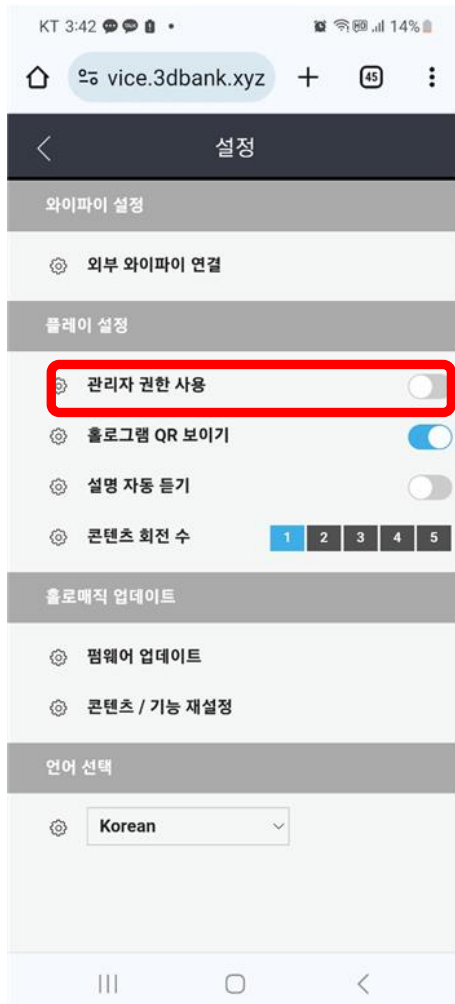 KT 3:42
14%
vice.3dbank.xyz
45
설정
와이파이 설정
외부 와이파이 연결
플레이 설정
관리자 권한 사용
홀로그램 QR 보이기
설명 자동 듣기
콘텐츠 회전 수 1 2 3 4 5
홀로매직 업데이트
펌웨어 업데이트
콘텐츠 / 기능 재설정
언어 선택
Korean